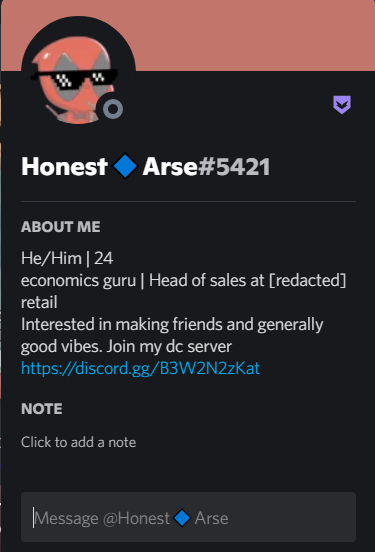 Honest🔷Arse#5421
ABOUT ME
He/Him | 24
economics guru | Head of sales at [redacted]
retail
Interested in making friends and generally
good vibes. Join my dc server
https://discord.gg/B3W2N2zKat
NOTE
Click to add a note
Message @Honest🔷Arse